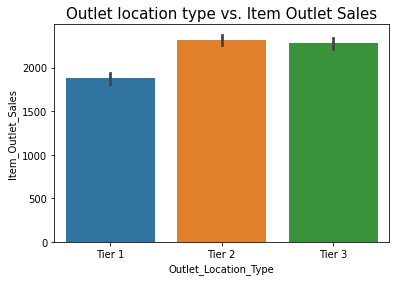 Outlet location type vs. Item Outlet Sales
Item_Outlet_Sales
2000
1500
1000
500
0
Tier 1 Tier 2 Tier 3
Outlet_Location_Type